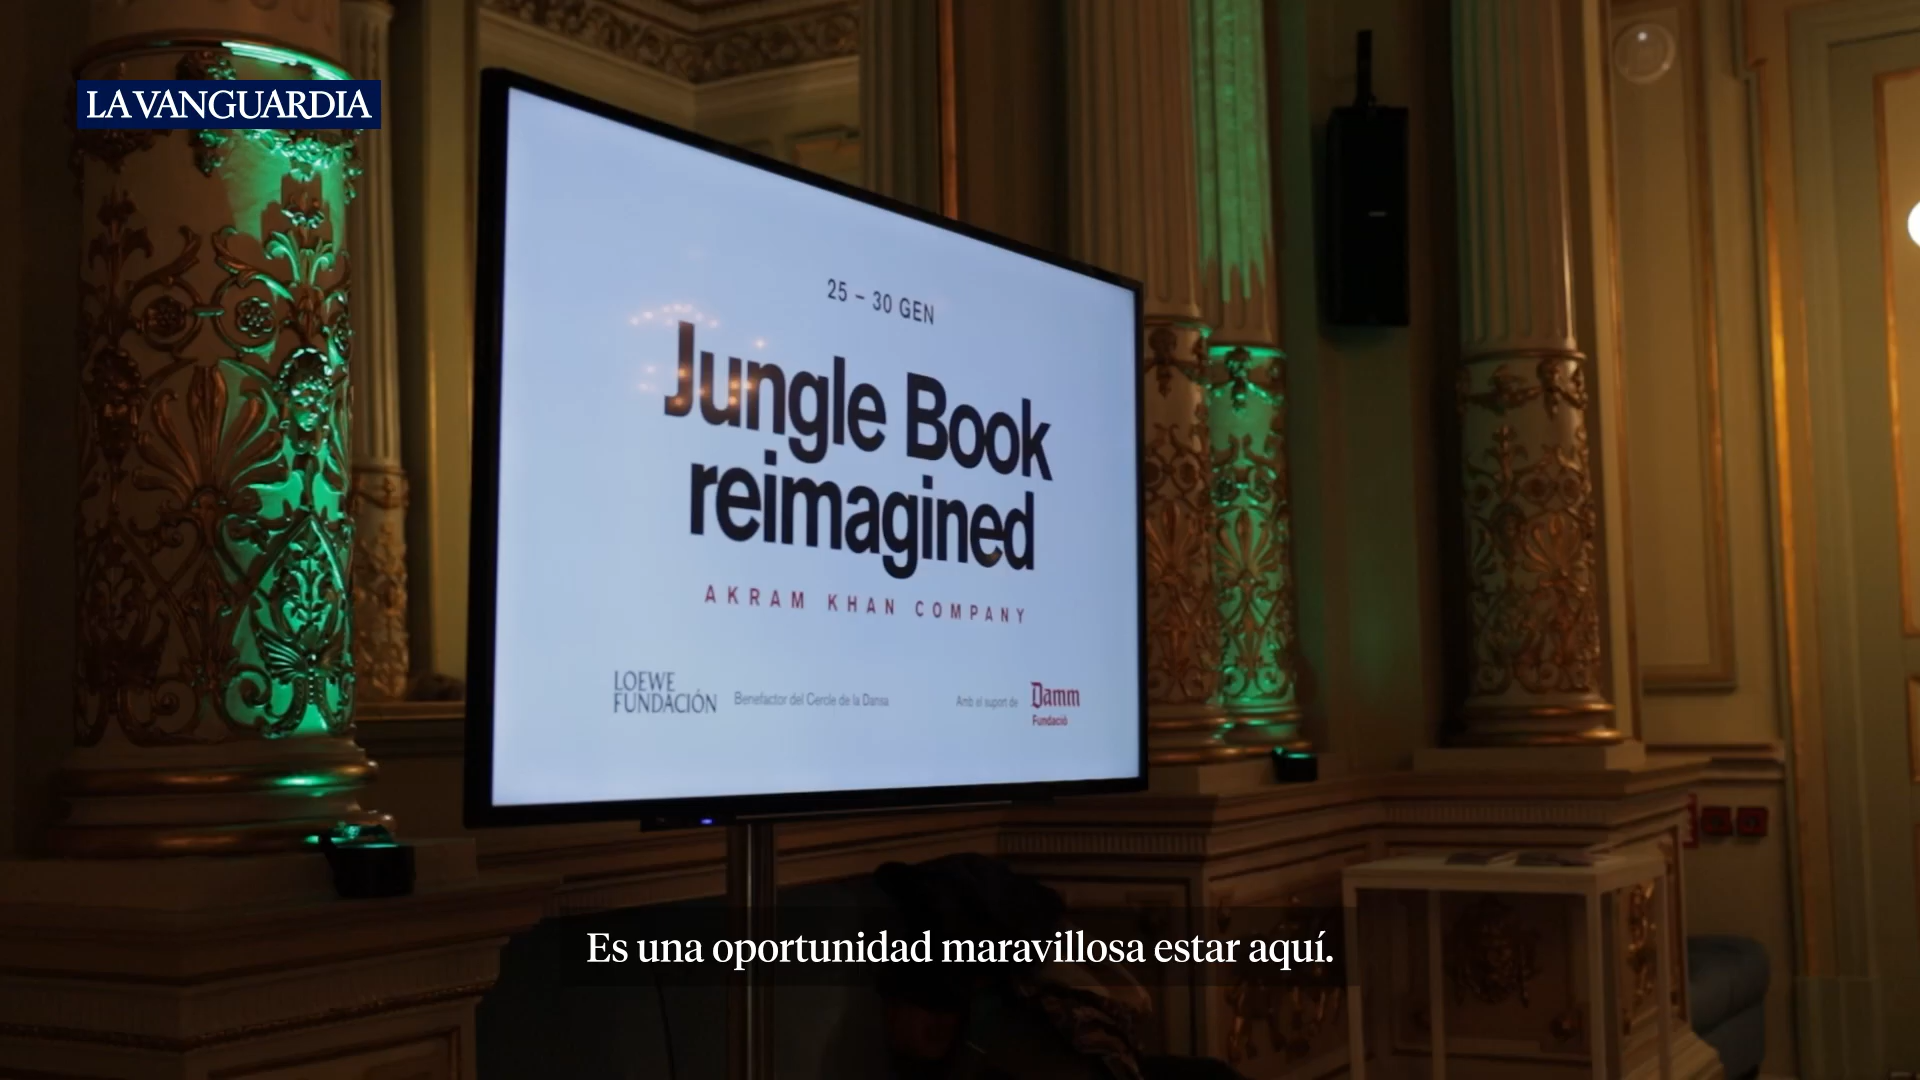 LA VANGUARDIA
25 – 30 GEN
Jungle Book
reimagined
AKRAM KHAN COMPANY
LOEWE
FUNDACIÓN
Benefactor del Cercle de la Dansa
Amb el suport de
Damm
Fundació
Es una oportunidad maravillosa estar aquí.